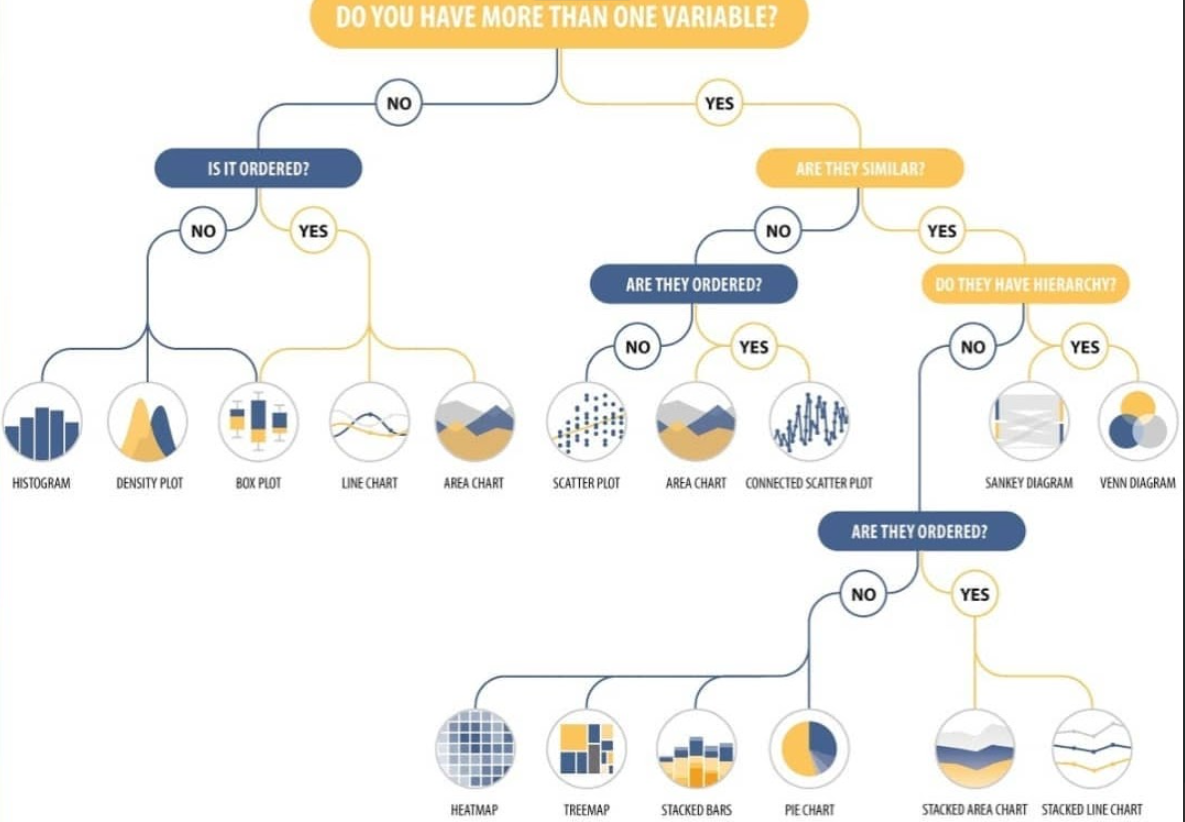 DO YOU HAVE MORE THAN ONE VARIABLE?
NO
YES
IS IT ORDERED?
ARE THEY SIMILAR?
NO
YES
NO
YES
ARE THEY ORDERED?
DO THEY HAVE HIERARCHY?
NO
YES
NO
YES
HISTOGRAM
DENSITY PLOT
BOX PLOT
LINE CHART
AREA CHART
SCATTER PLOT
AREA CHART
CONNECTED SCATTER PLOT
SANKEY DIAGRAM
VENN DIAGRAM
ARE THEY ORDERED?
NO
YES
HEATMAP
TREEMAP
STACKED BARS
PIE CHART
STACKED AREA CHART
STACKED LINE CHART